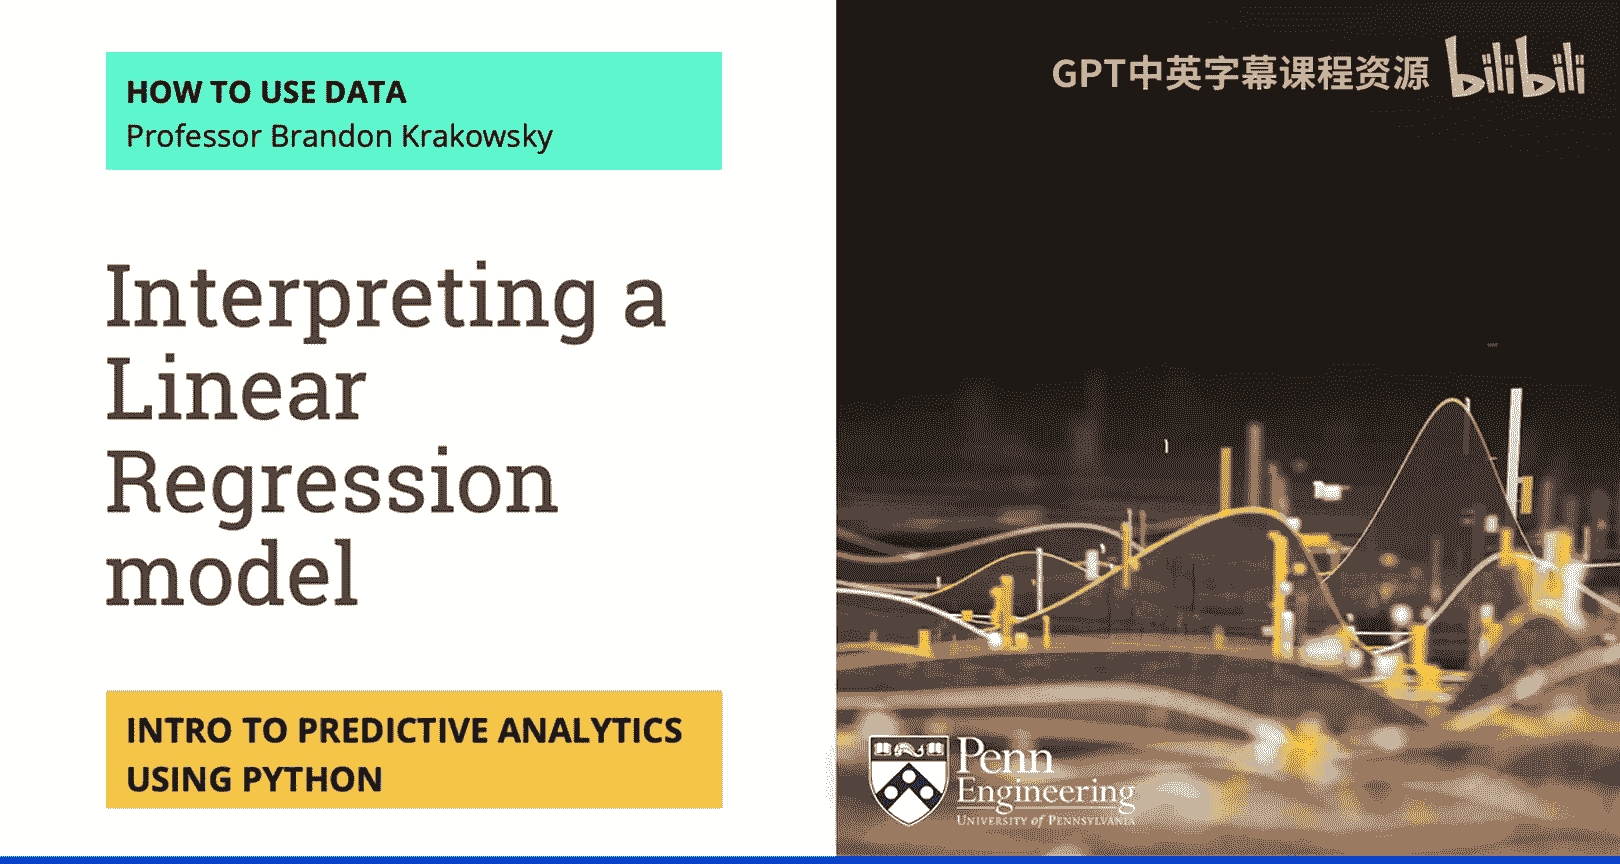 HOW TO USE DATA
Professor Brandon Krakowsky
Interpreting a
Linear
Regression
model
INTRO TO PREDICTIVE ANALYTICS
USING PYTHON
GPT中英字幕课程资源 bilibili
Penn
Engineering
UNIVERSITY of PENNSYLVANIA